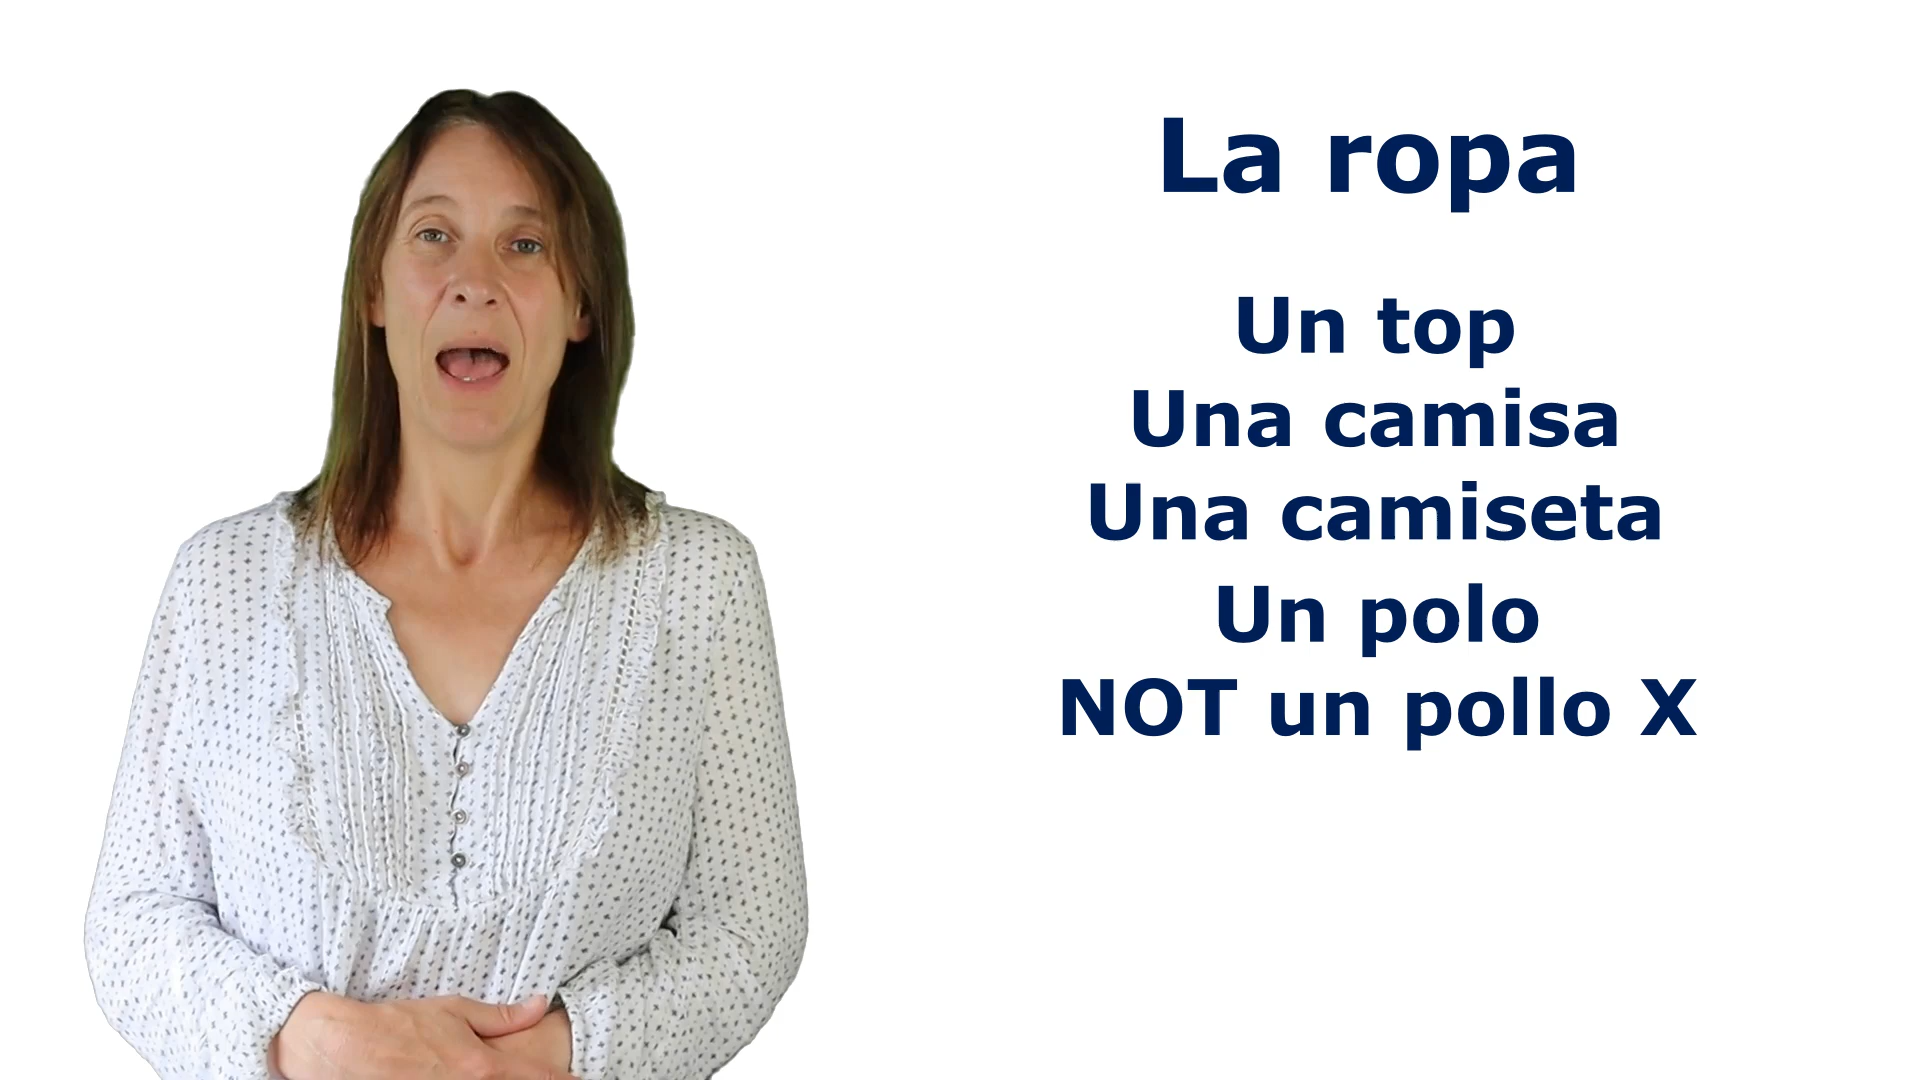 La ropa
Un top
Una camisa
Una camiseta
Un polo
NOT un pollo X